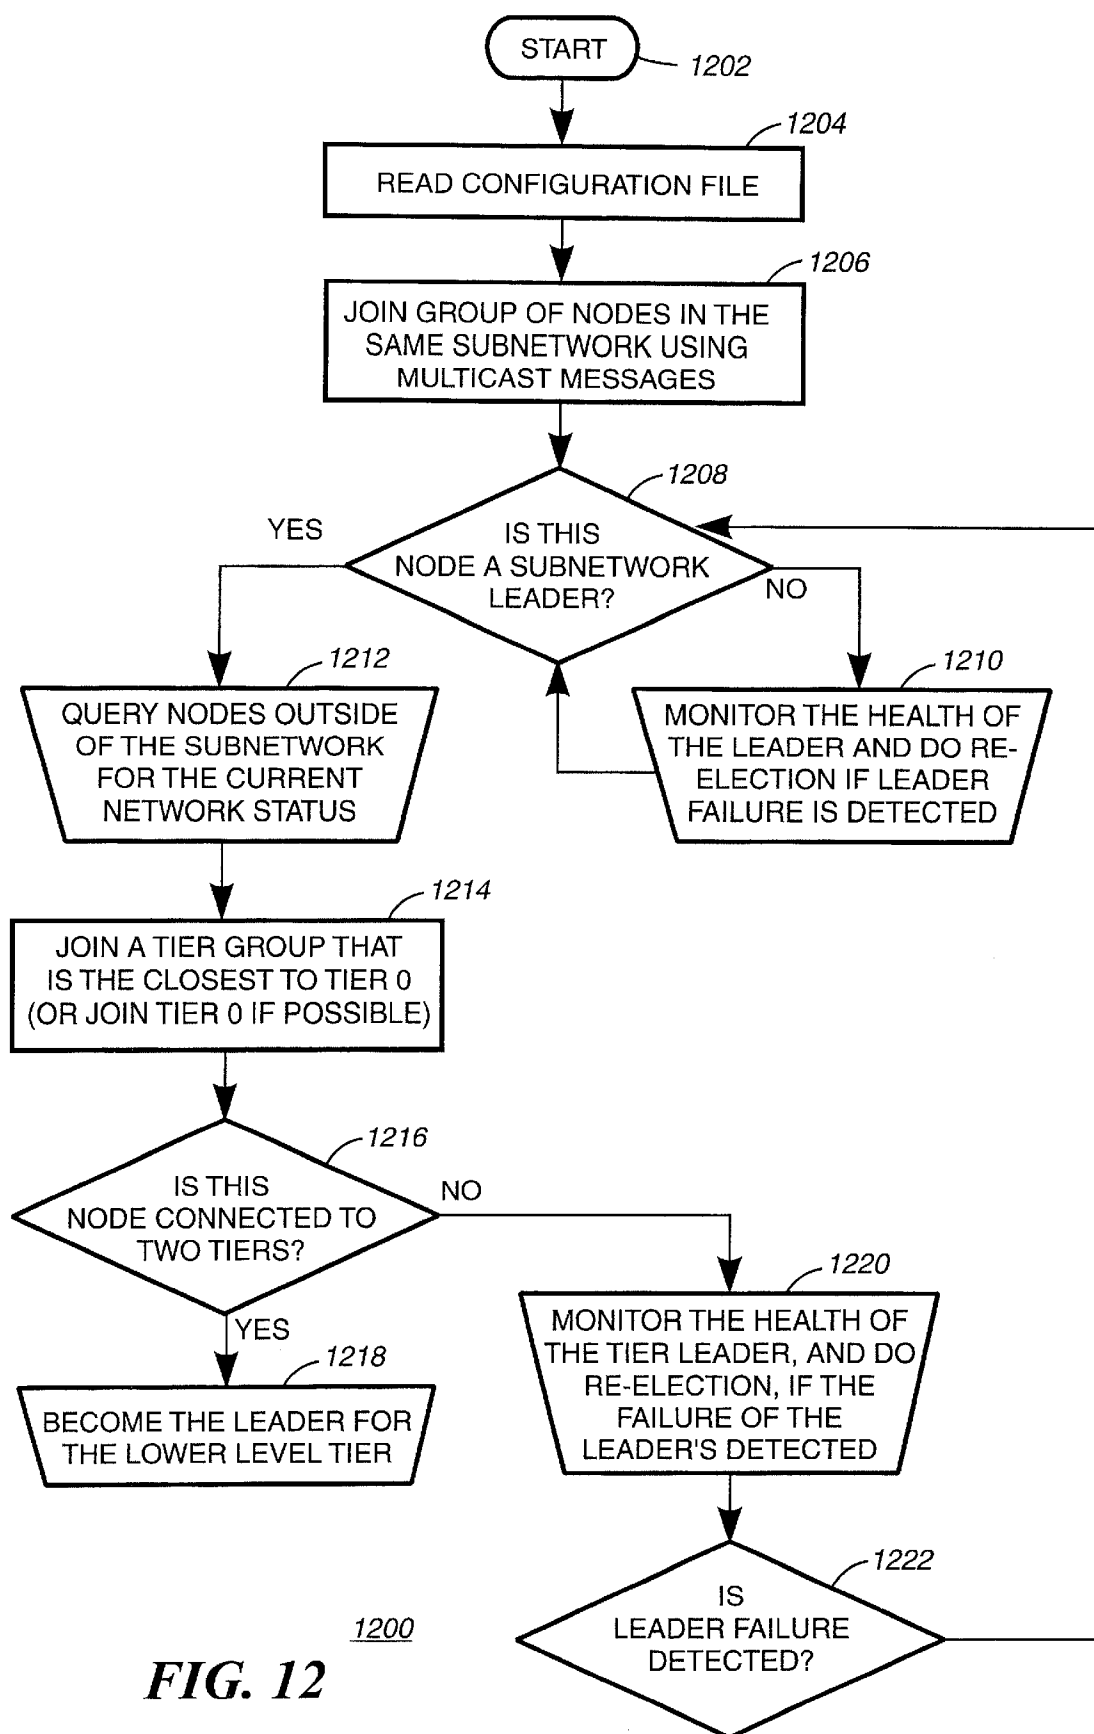 START
1202
1204
READ CONFIGURATION FILE
1206
JOIN GROUP OF NODES IN THE
SAME SUBNETWORK USING
MULTICAST MESSAGES
1208
YES
IS THIS
NODE A SUBNETWORK
LEADER?
NO
1212
QUERY NODES OUTSIDE
OF THE SUBNETWORK
FOR THE CURRENT
NETWORK STATUS
1210
MONITOR THE HEALTH OF
THE LEADER AND DO RE-
ELECTION IF LEADER
FAILURE IS DETECTED
1214
JOIN A TIER GROUP THAT
IS THE CLOSEST TO TIER 0
(OR JOIN TIER 0 IF POSSIBLE)
1216
IS THIS
NODE CONNECTED TO
TWO TIERS?
NO
YES
1218
BECOME THE LEADER FOR
THE LOWER LEVEL TIER
1220
MONITOR THE HEALTH OF
THE TIER LEADER, AND DO
RE-ELECTION, IF THE
FAILURE OF THE
LEADER'S DETECTED
1222
IS
LEADER FAILURE
DETECTED?
1200
FIG. 12